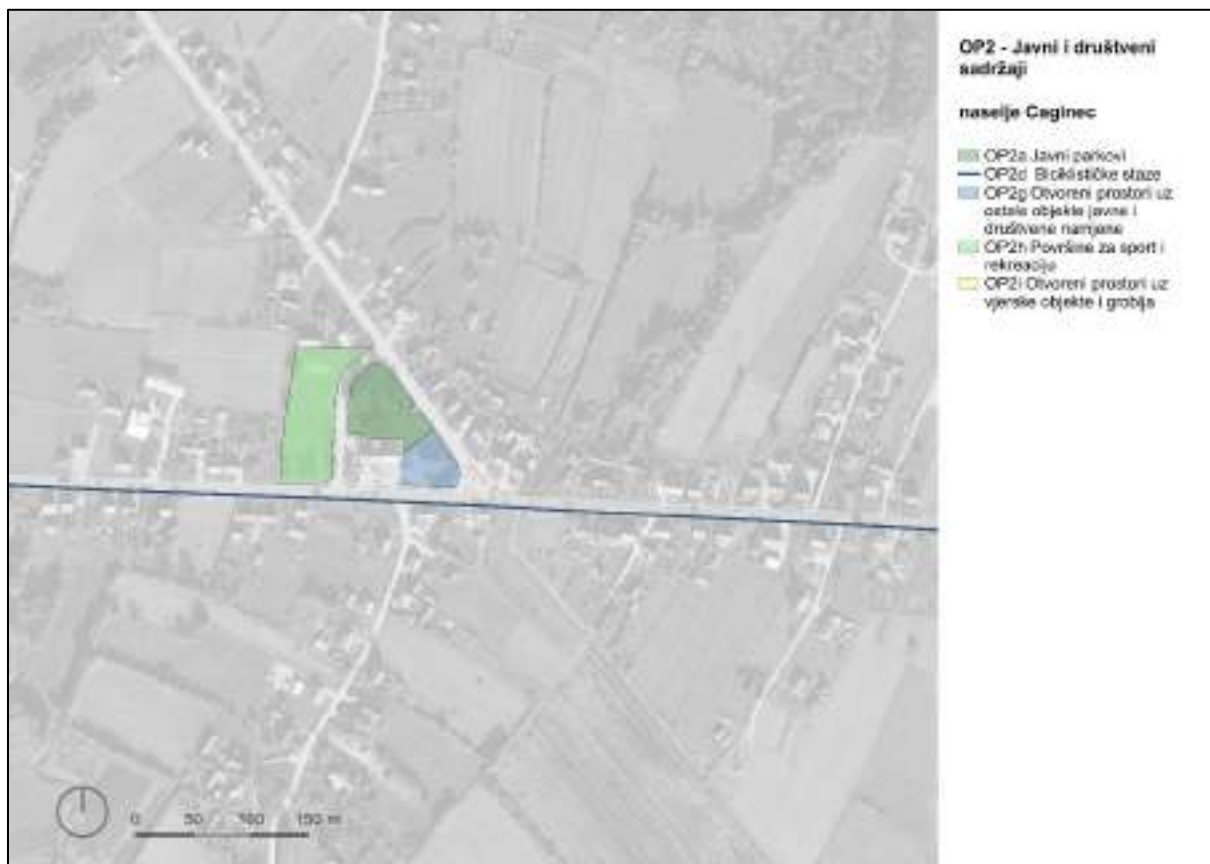 OP2 - Javni i društveni
sadržaji
naselje Caginec
OP2a Javni parkovi
OP2d Biciklističke staze
OP2g Otvoreni prostori uz
ostale objekte javne i
društvene namjene
OP2h Površine za sport i
rekreaciju
OP2i Otvoreni prostori uz
vjerske objekte i groblja
0 50 100 150 m